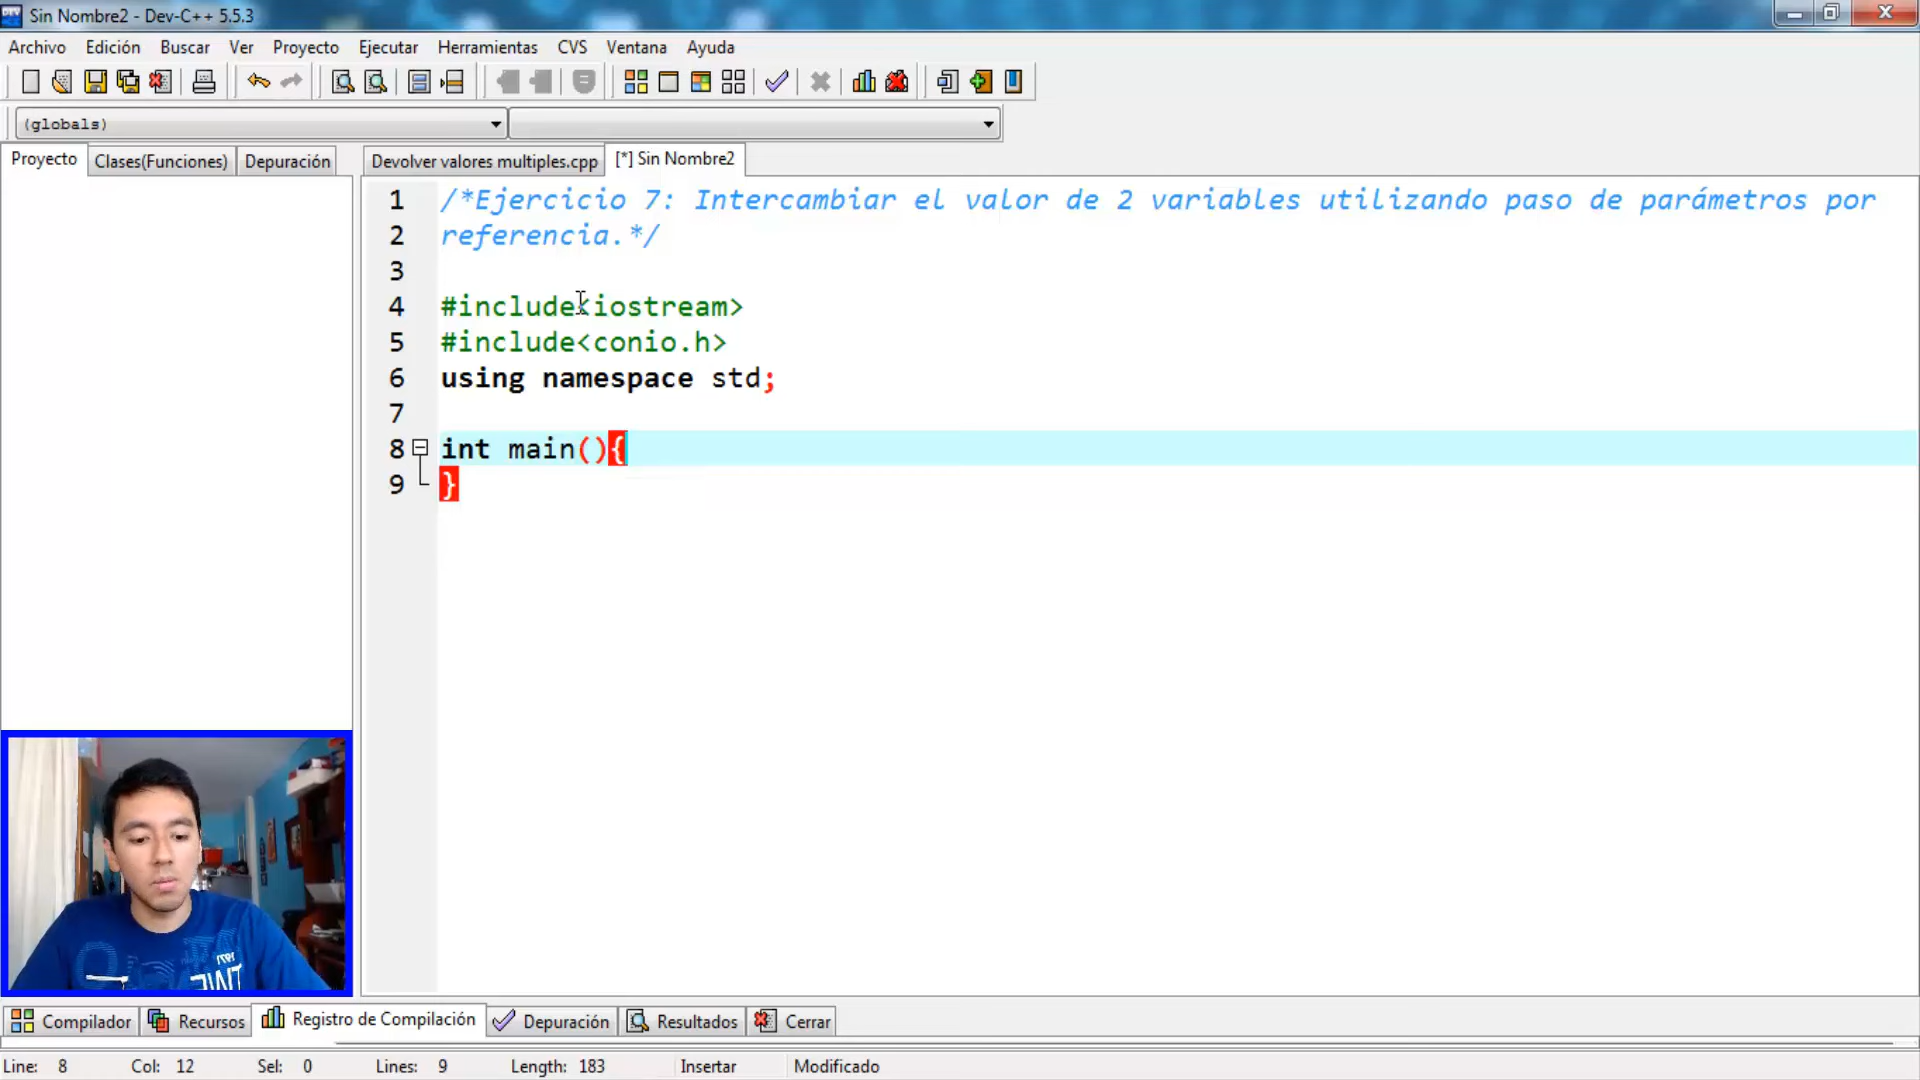 Sin Nombre2 - Dev-C++ 5.5.3
Archivo Edición Buscar Ver Proyecto Ejecutar Herramientas CVS Ventana Ayuda
(globals)
Proyecto Clases(Funciones) Depuración Devolver valores multiples.cpp [*] Sin Nombre2
1 /*Ejercicio 7: Intercambiar el valor de 2 variables utilizando paso de parámetros por
2 referencia.*/
3
4 #include<iostream>
5 #include<conio.h>
6 using namespace std;
7
8 int main(){
9 }
Compilador Recursos Registro de Compilación Depuración Resultados Cerrar
Line: 8 Col: 12 Sel: 0 Lines: 9 Length: 183 Insertar Modificado